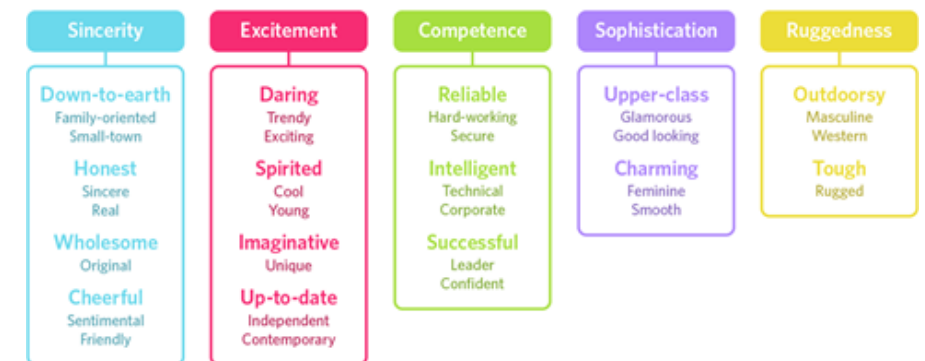 Sincerity
Down-to-earth
Family-oriented
Small-town
Honest
Sincere
Real
Wholesome
Original
Cheerful
Sentimental
Friendly
Excitement
Daring
Trendy
Exciting
Spirited
Cool
Young
Imaginative
Unique
Up-to-date
Independent
Contemporary
Competence
Reliable
Hard-working
Secure
Intelligent
Technical
Corporate
Successful
Leader
Confident
Sophistication
Upper-class
Glamorous
Good looking
Charming
Feminine
Smooth
Ruggedness
Outdoorsy
Masculine
Western
Tough
Rugged